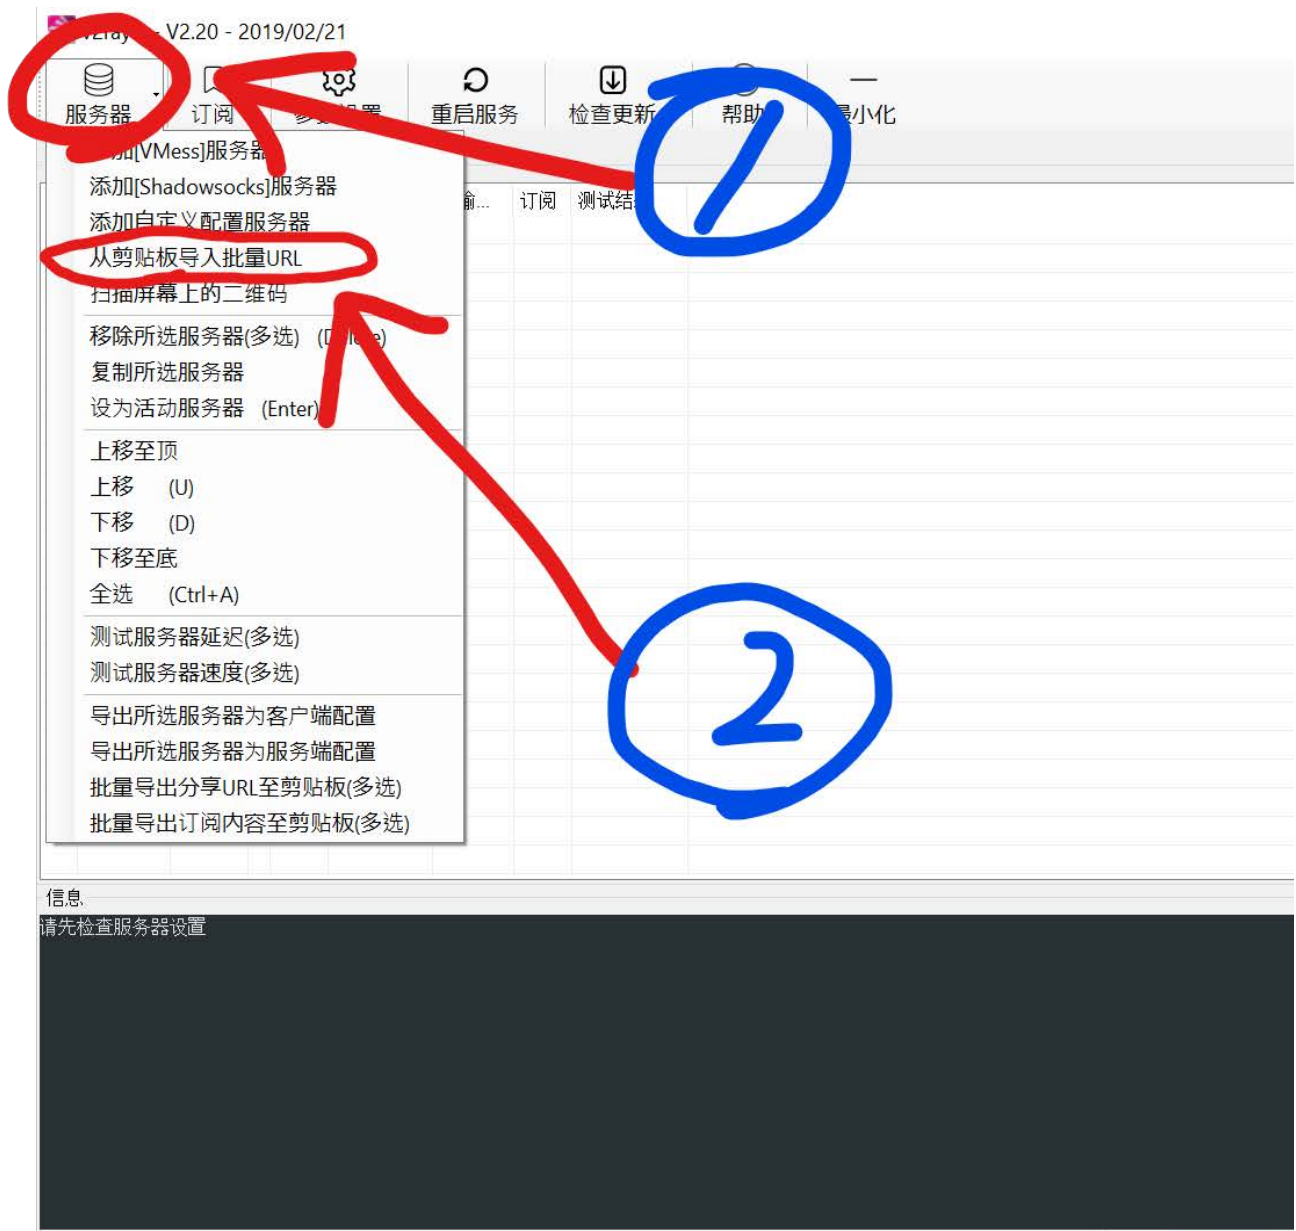 V2.20 - 2019/02/21
服务器 订阅 重启服务 检查更新 帮助 最小化
添加[VMess]服务器
添加[Shadowsocks]服务器
订阅 测试结
添加自定义配置服务器
从剪贴板导入批量URL
扫描屏幕上的二维码
移除所选服务器(多选) (Delete)
复制所选服务器
设为活动服务器 (Enter)
上移至顶
上移 (U)
下移 (D)
下移至底
全选 (Ctrl+A)
测试服务器延迟(多选)
测试服务器速度(多选)
导出所选服务器为客户端配置
导出所选服务器为服务端配置
批量导出分享URL至剪贴板(多选)
批量导出订阅内容至剪贴板(多选)
1
2
信息
请先检查服务器设置